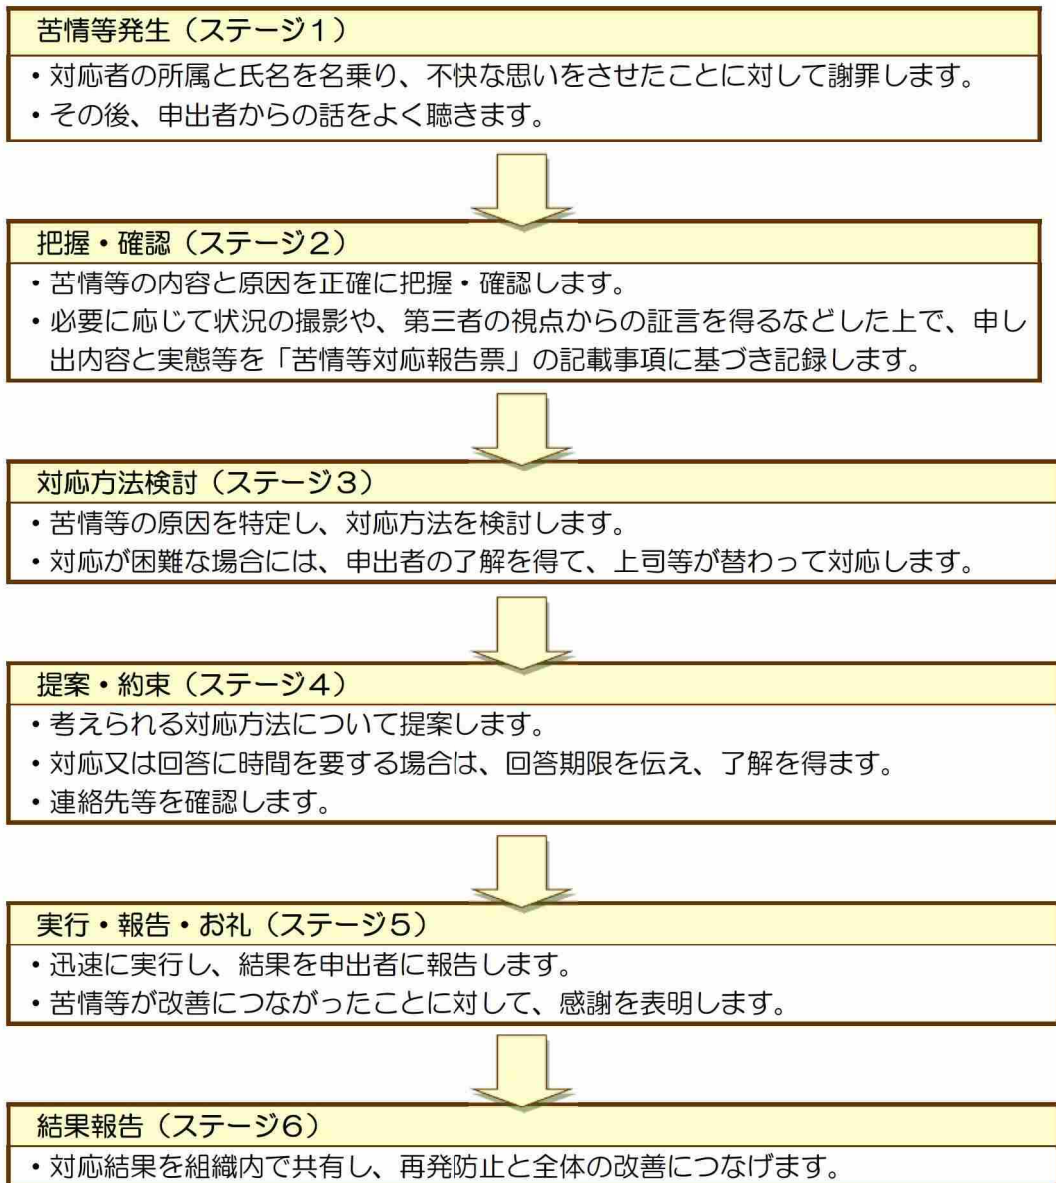 苦情等発生（ステージ１）
・対応者の所属と氏名を名乗り、不快な思いをさせたことに対して謝罪します。
・その後、申出者からの話をよく聴きます。
把握・確認（ステージ２）
・苦情等の内容と原因を正確に把握・確認します。
・必要に応じて状況の撮影や、第三者の視点からの証言を得るなどした上で、申し
出内容と実態等を「苦情等対応報告票」の記載事項に基づき記録します。
対応方法検討（ステージ３）
・苦情等の原因を特定し、対応方法を検討します。
・対応が困難な場合には、申出者の了解を得て、上司等が替わって対応します。
提案・約束（ステージ４）
・考えられる対応方法について提案します。
・対応又は回答に時間を要する場合は、回答期限を伝え、了解を得ます。
・連絡先等を確認します。
実行・報告・お礼（ステージ５）
・迅速に実行し、結果を申出者に報告します。
・苦情等が改善につながったことに対して、感謝を表明します。
結果報告（ステージ６）
・対応結果を組織内で共有し、再発防止と全体の改善につなげます。